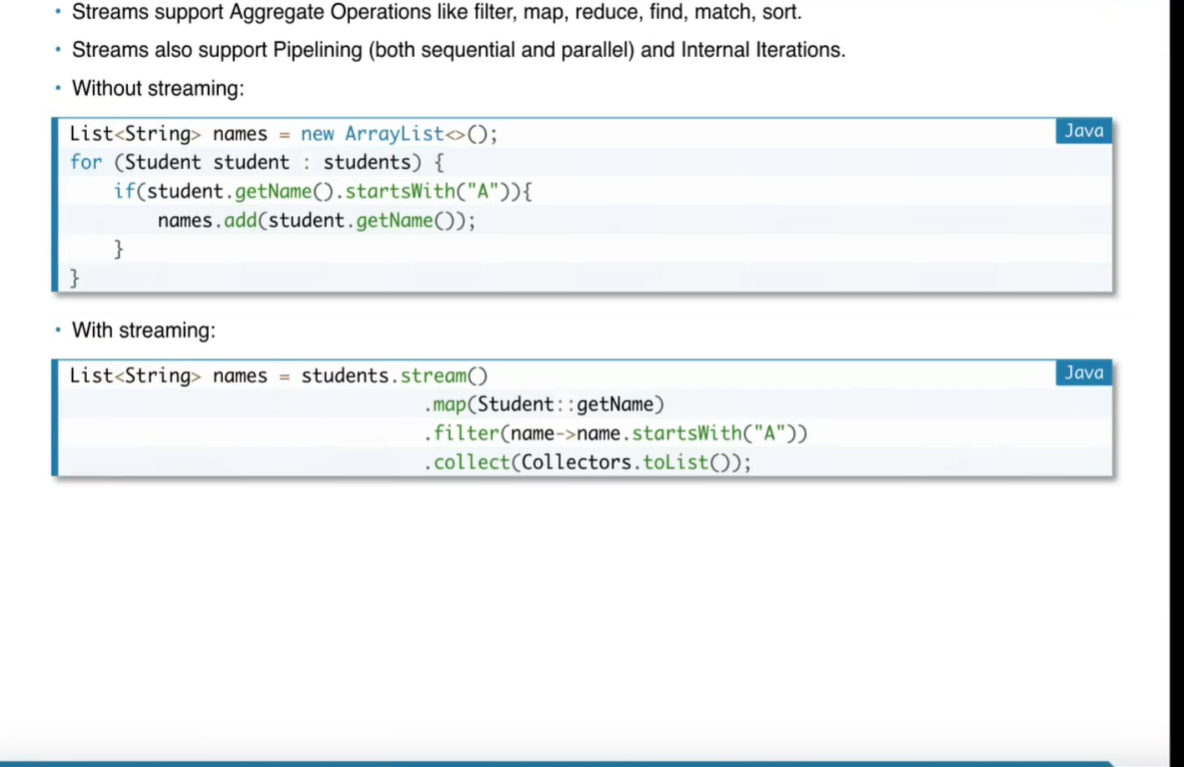 • Streams support Aggregate Operations like filter, map, reduce, find, match, sort.
• Streams also support Pipelining (both sequential and parallel) and Internal Iterations.
• Without streaming:
Java
List<String> names = new ArrayList<>();
for (Student student : students) {
    if(student.getName().startsWith("A")){
        names.add(student.getName());
    }
}
• With streaming:
Java
List<String> names = students.stream()
                                .map(Student::getName)
                                .filter(name->name.startsWith("A"))
                                .collect(Collectors.toList());